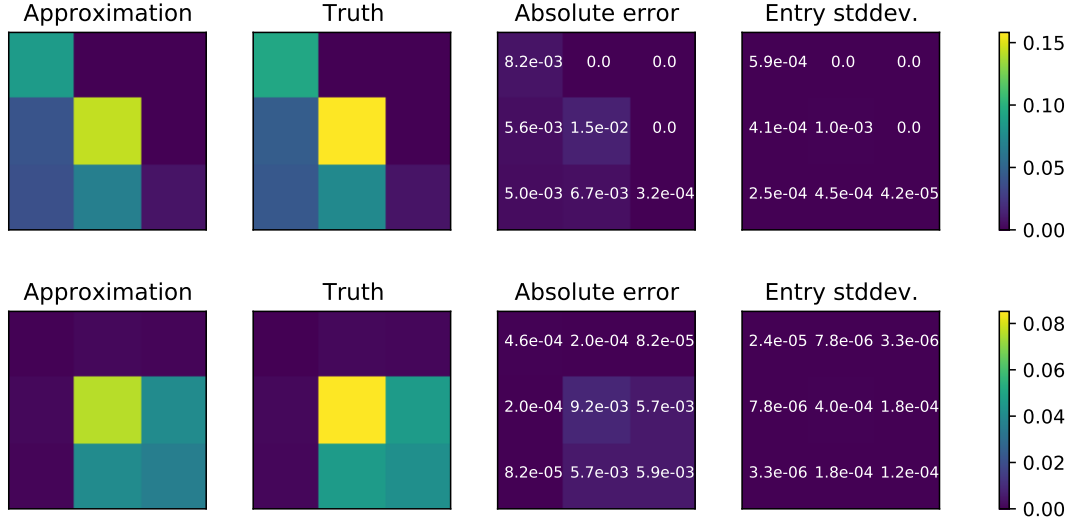 Approximation Truth Absolute error Entry stddev.
8.2e-03 0.0 0.0 5.9e-04 0.0 0.0 0.15
0.10
5.6e-03 1.5e-02 0.0 4.1e-04 1.0e-03 0.0
0.05
5.0e-03 6.7e-03 3.2e-04 2.5e-04 4.5e-04 4.2e-05
0.00
Approximation Truth Absolute error Entry stddev.
0.08
4.6e-04 2.0e-04 8.2e-05 2.4e-05 7.8e-06 3.3e-06
0.06
2.0e-04 9.2e-03 5.7e-03 7.8e-06 4.0e-04 1.8e-04
0.04
0.02
8.2e-05 5.7e-03 5.9e-03 3.3e-06 1.8e-04 1.2e-04
0.00